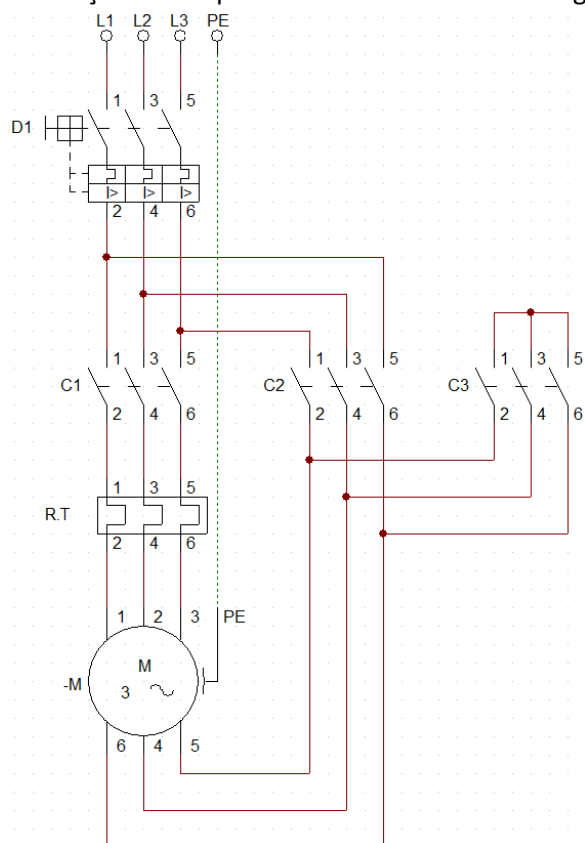 L1 L2 L3 PE
1 3 5
D1
I> I> I>
2 4 6
1 3 5 1 3 5 1 3 5
C1 C2 C3
2 4 6 2 4 6 2 4 6
1 3 5
R.T
2 4 6
1 2 3 PE
M
-M
3
6 4 5